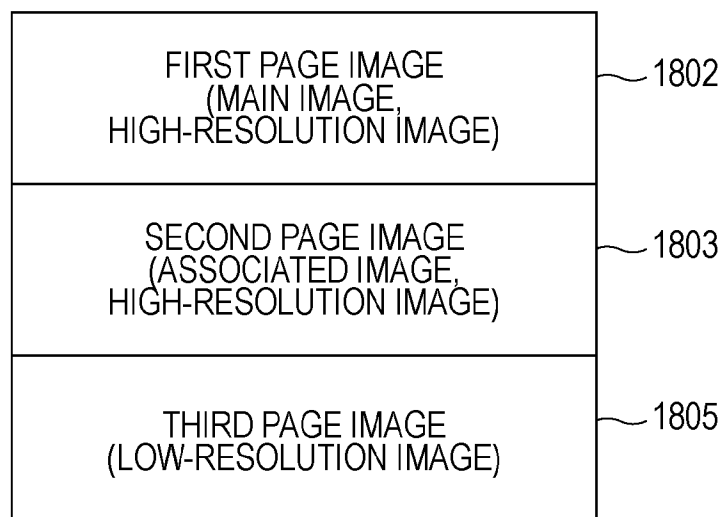 FIRST PAGE IMAGE
(MAIN IMAGE,
HIGH-RESOLUTION IMAGE)
1802
SECOND PAGE IMAGE
(ASSOCIATED IMAGE,
HIGH-RESOLUTION IMAGE)
1803
THIRD PAGE IMAGE
(LOW-RESOLUTION IMAGE)
1805